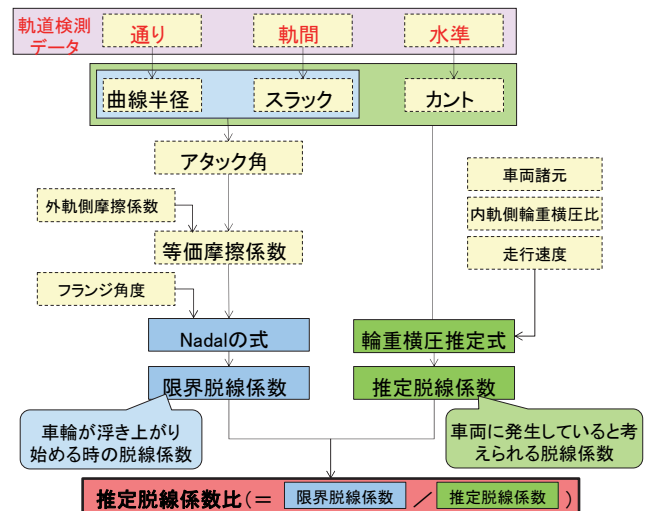 軌道検測
データ
通り
軌間
水準
曲線半径
スラック
カント
アタック角
車両諸元
外軌側摩擦係数
内軌側輪重横圧比
等価摩擦係数
走行速度
フランジ角度
Nadalの式
輪重横圧推定式
限界脱線係数
推定脱線係数
車輪が浮き上がり
始める時の脱線係数
車両に発生していると考
えられる脱線係数
推定脱線係数比(= 限界脱線係数 / 推定脱線係数 )